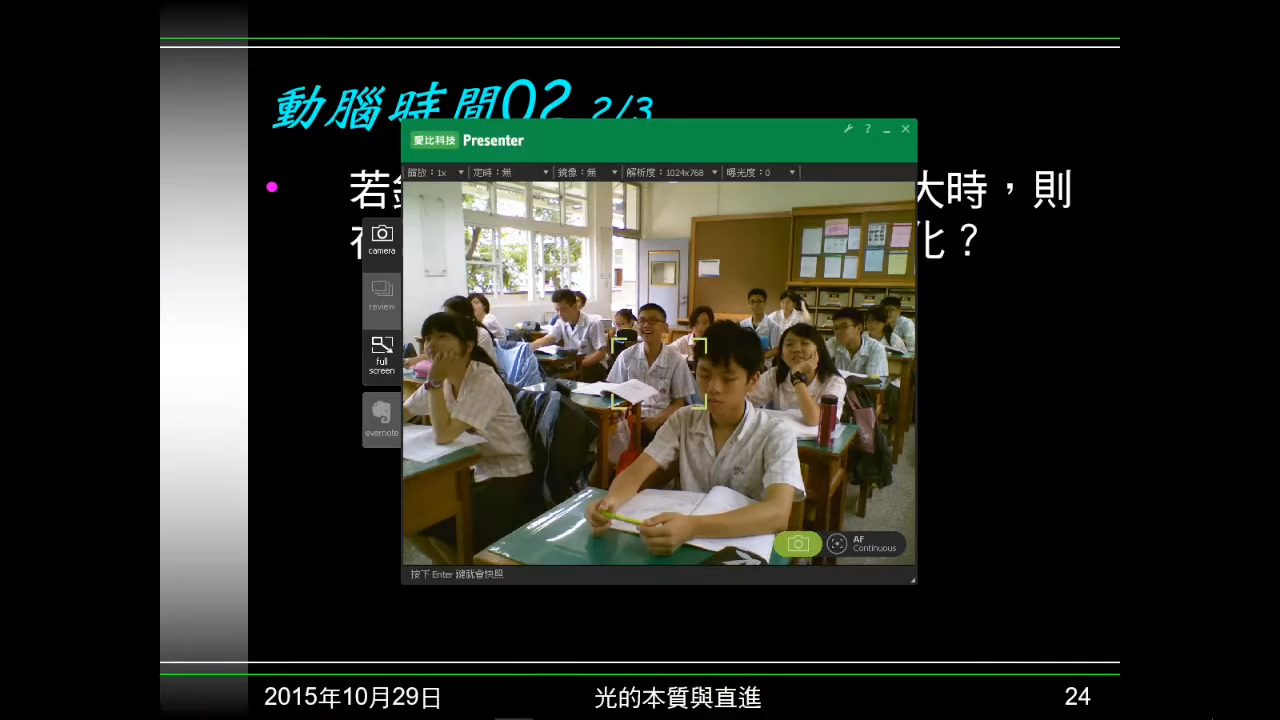 動腦時間02 2/3
愛比科技 Presenter
縮放：1x 定時：無 鏡像：無 解析度：1024x768 曝光度：0
若 大時，則
化？
camera
review
full
screen
evernote
AF
Continuous
按下 Enter 鍵就會快照
2015年10月29日 光的本質與直進 24